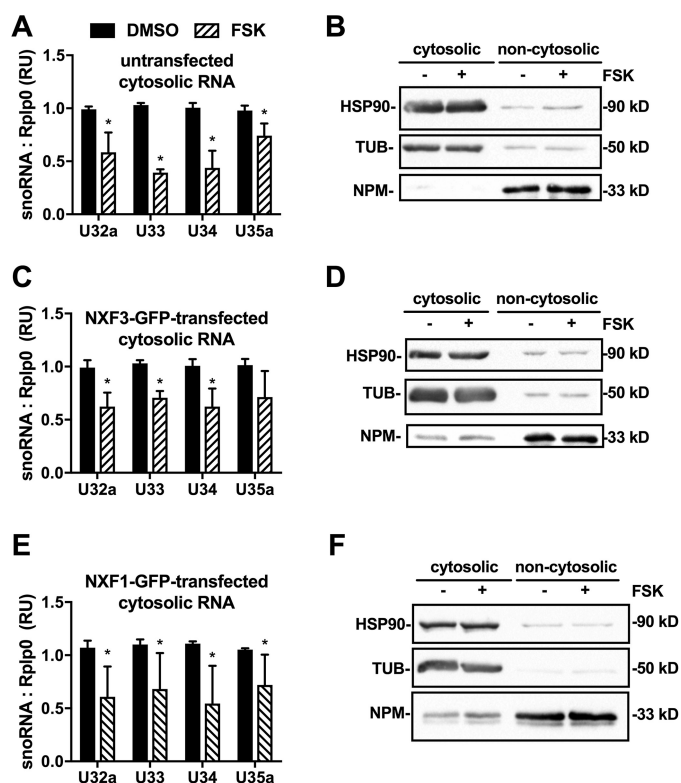 A
DMSO FSK
untransfected
cytosolic RNA
snoRNA : Rplp0 (RU)
1.5
1.0
0.5
0.0
* * * *
U32a U33 U34 U35a
B
cytosolic non-cytosolic
- + - + FSK
HSP90- -90 kD
TUB- -50 kD
NPM- -33 kD
C
NXF3-GFP-transfected
cytosolic RNA
snoRNA : Rplp0 (RU)
1.5
1.0
0.5
0.0
* * *
U32a U33 U34 U35a
D
cytosolic non-cytosolic
- + - + FSK
HSP90- -90 kD
TUB- -50 kD
NPM- -33 kD
E
NXF1-GFP-transfected
cytosolic RNA
snoRNA : Rplp0 (RU)
1.5
1.0
0.5
0.0
* * * *
U32a U33 U34 U35a
F
cytosolic non-cytosolic
- + - + FSK
HSP90- -90 kD
TUB- -50 kD
NPM- -33 kD